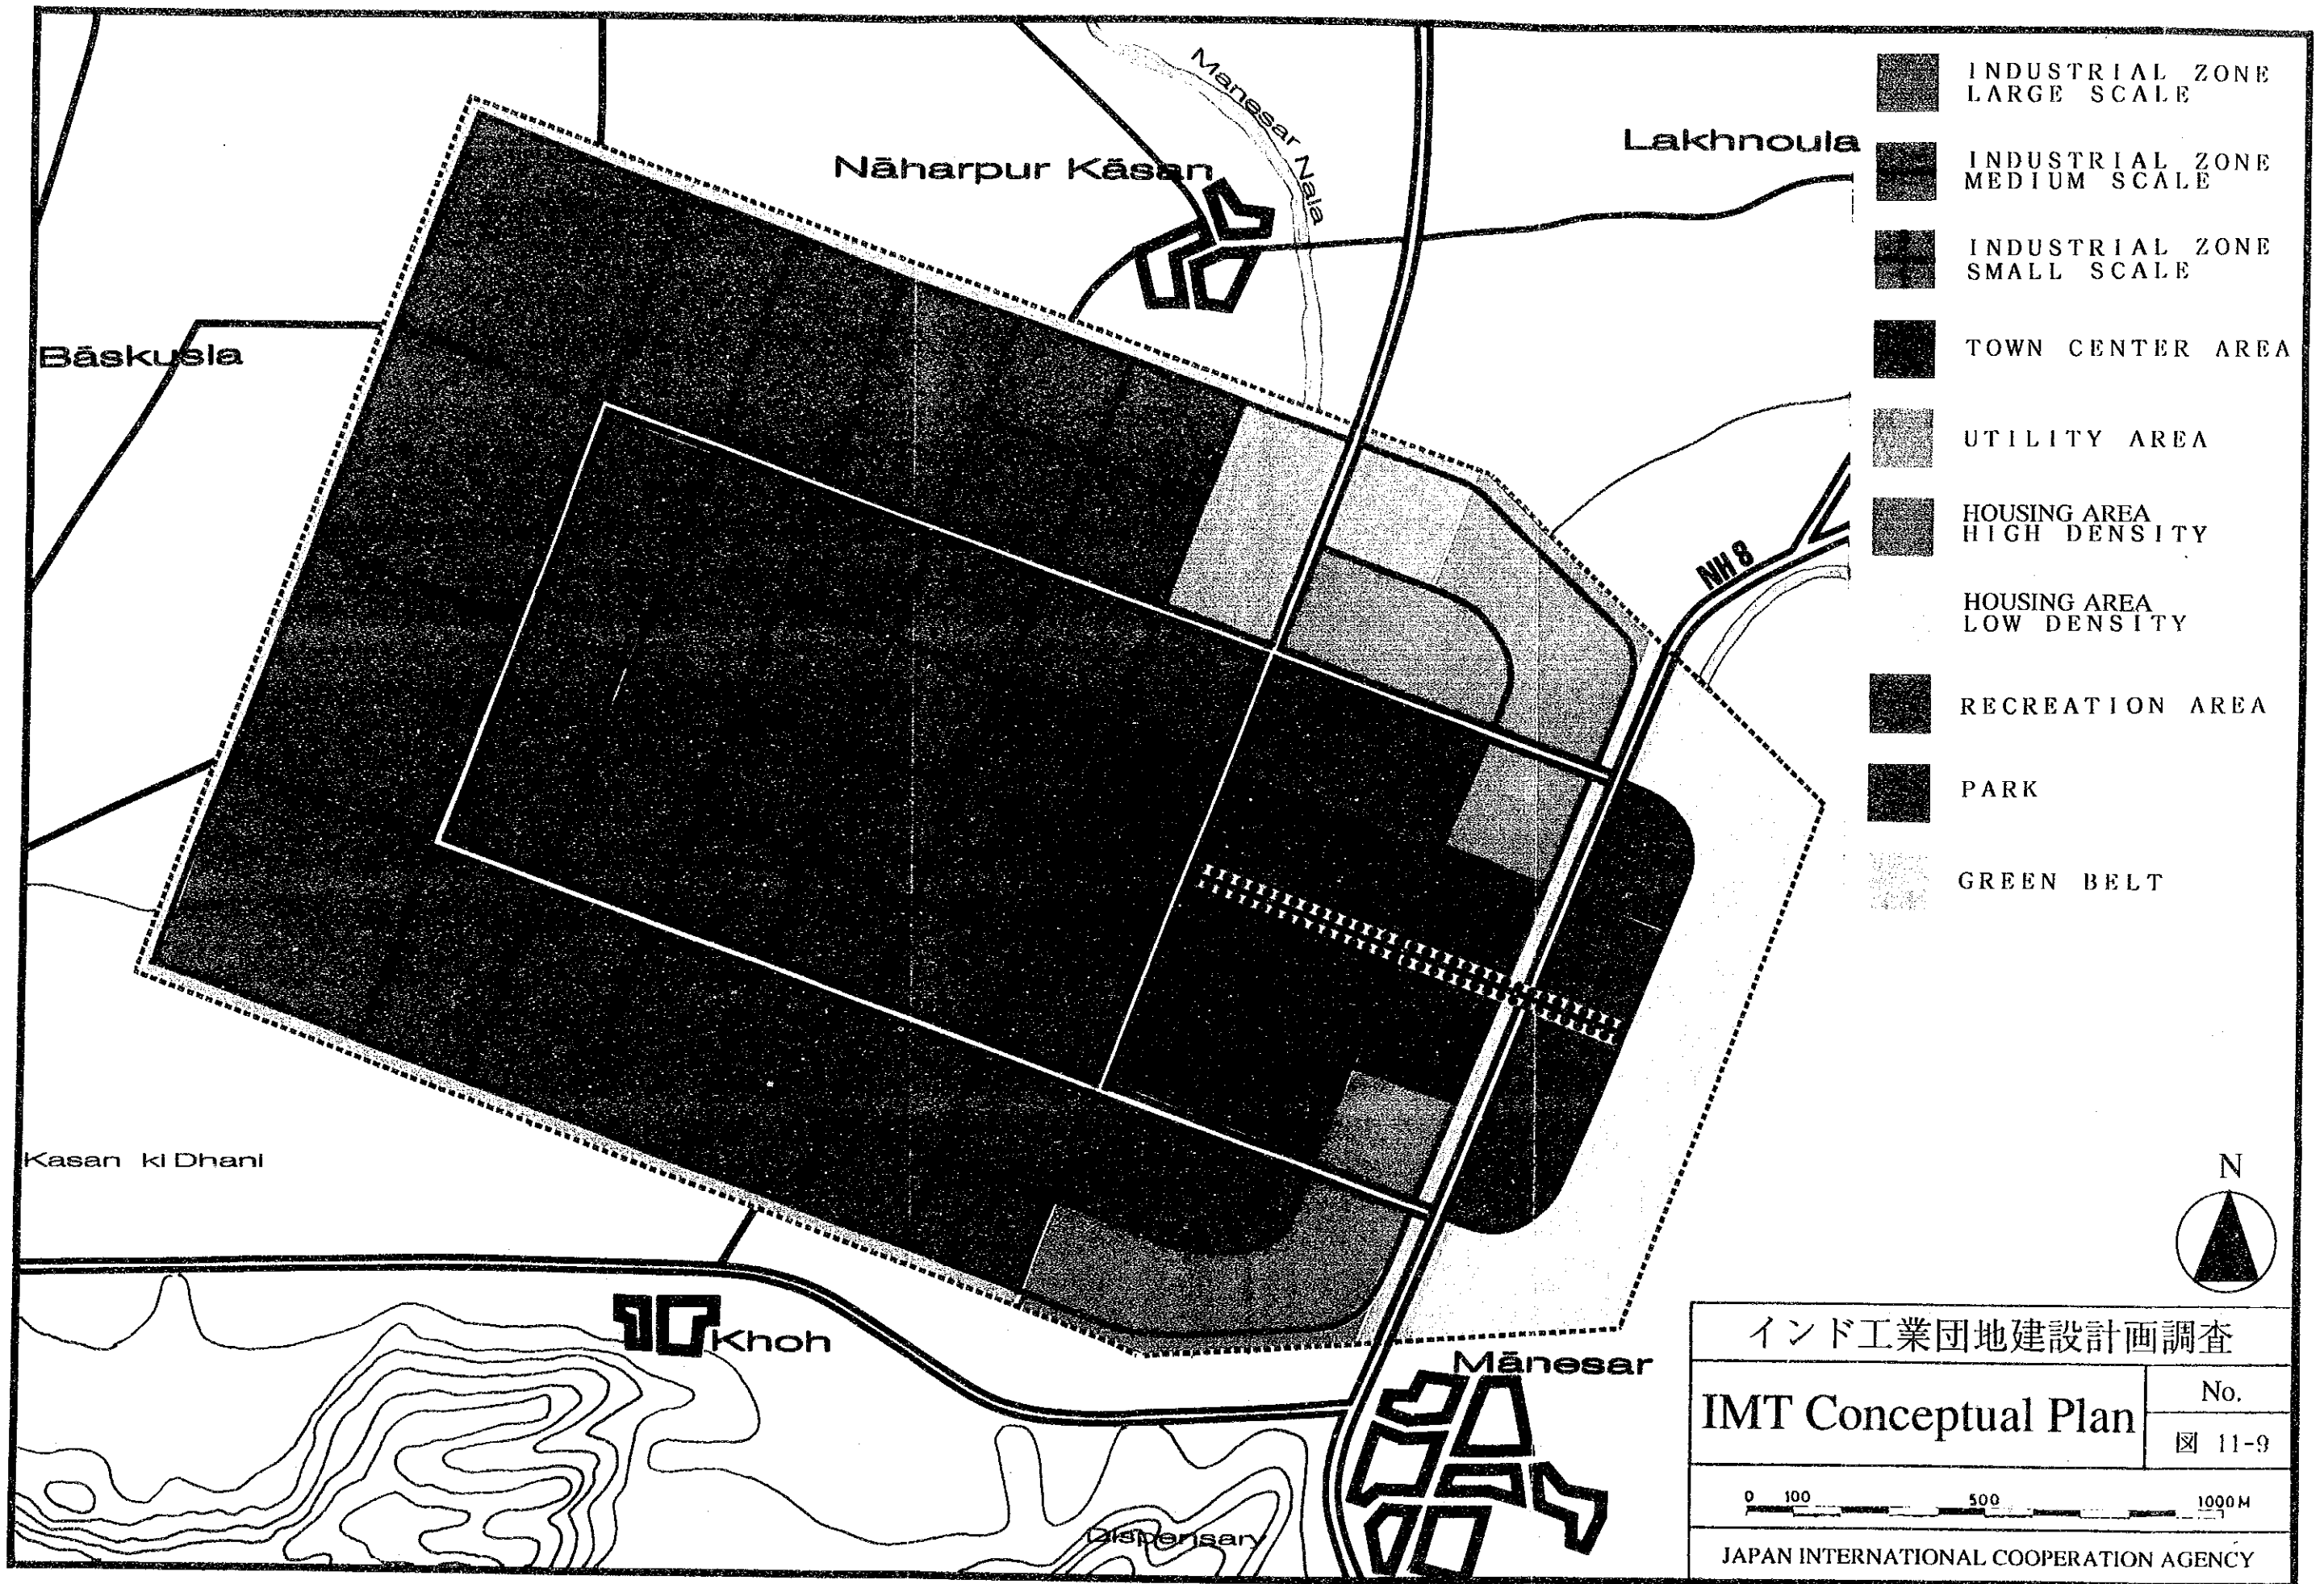 Manesar Nala
Lakhnoula
Nāharpur Kāsan
Bāskusla
NH 8
Kasan ki Dhani
Khoh
Mānesar
Dispensary
INDUSTRIAL ZONE
LARGE SCALE
INDUSTRIAL ZONE
MEDIUM SCALE
INDUSTRIAL ZONE
SMALL SCALE
TOWN CENTER AREA
UTILITY AREA
HOUSING AREA
HIGH DENSITY
HOUSING AREA
LOW DENSITY
RECREATION AREA
PARK
GREEN BELT
N
インド工業団地建設計画調査
IMT Conceptual Plan
No.
図 11-9
0 100 500 1000M
JAPAN INTERNATIONAL COOPERATION AGENCY